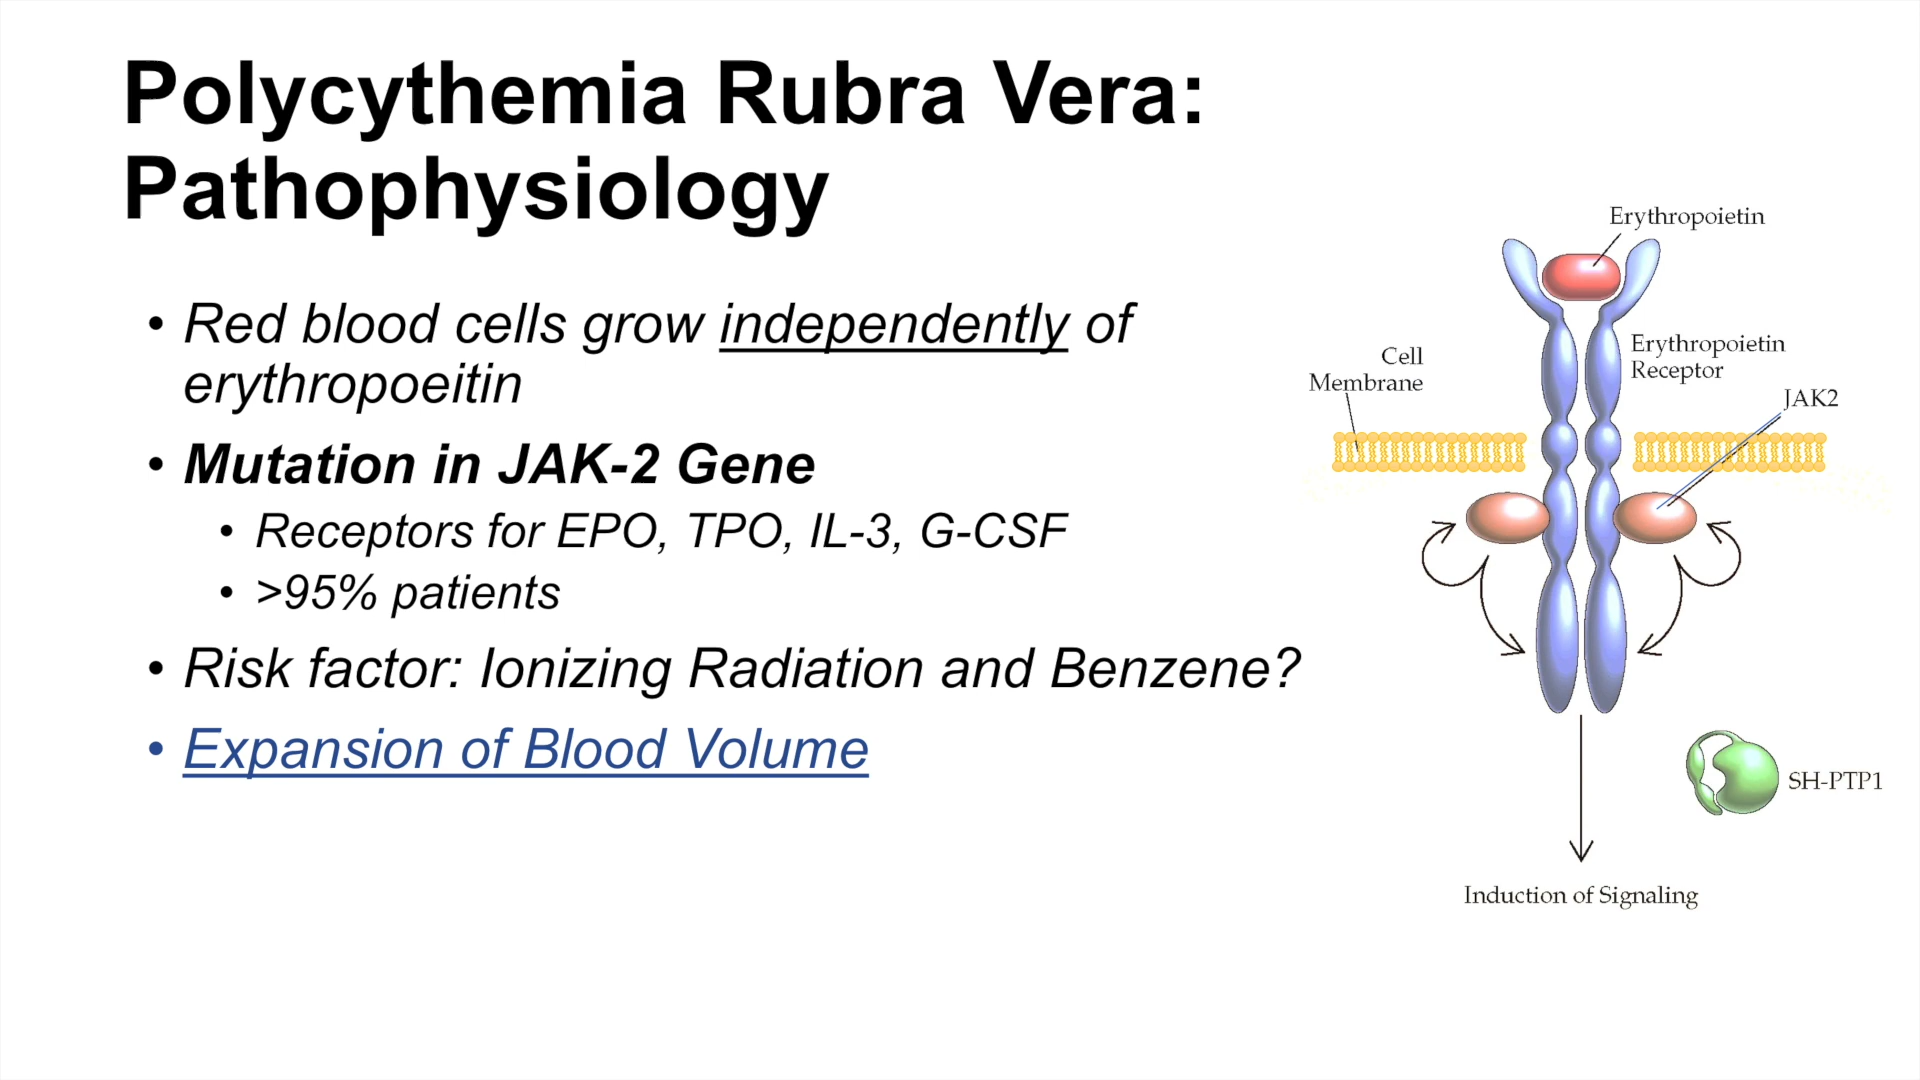 Polycythemia Rubra Vera:
Pathophysiology
• Red blood cells grow independently of
erythropoeitin
• Mutation in JAK-2 Gene
• Receptors for EPO, TPO, IL-3, G-CSF
• >95% patients
• Risk factor: Ionizing Radiation and Benzene?
• Expansion of Blood Volume
Erythropoietin
Cell
Membrane
Erythropoietin
Receptor
JAK2
SH-PTP1
Induction of Signaling